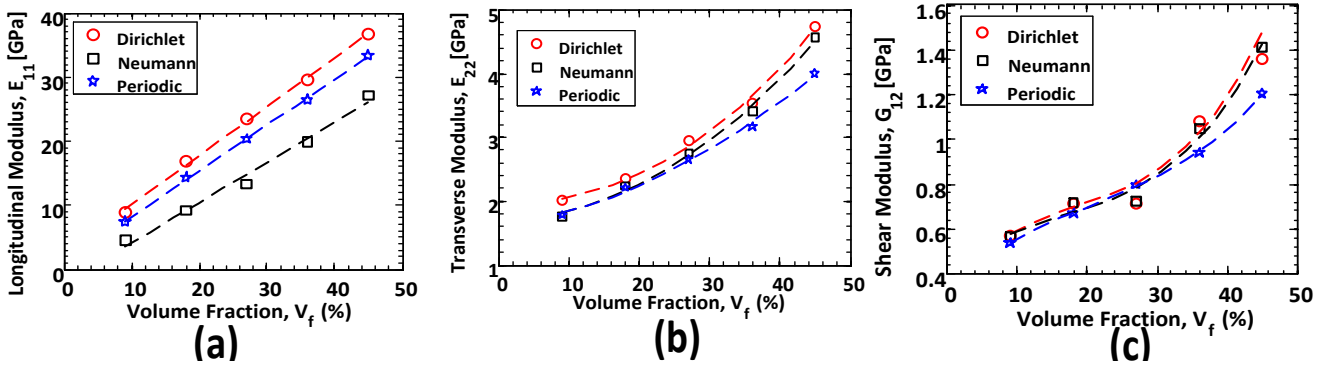 Longitudinal Modulus, E11 [GPa]
40
30
20
10
0
Dirichlet
Neumann
Periodic
0 10 20 30 40 50
Volume Fraction, Vf (%)
(a)
Transverse Modulus, E22 [GPa]
5
4
3
2
1
Dirichlet
Neumann
Periodic
0 10 20 30 40 50
Volume Fraction, Vf (%)
(b)
Shear Modulus, G12 [GPa]
1.6
1.4
1.2
1
0.8
0.6
0.4
Dirichlet
Neumann
Periodic
0 10 20 30 40 50
Volume Fraction, Vf (%)
(c)